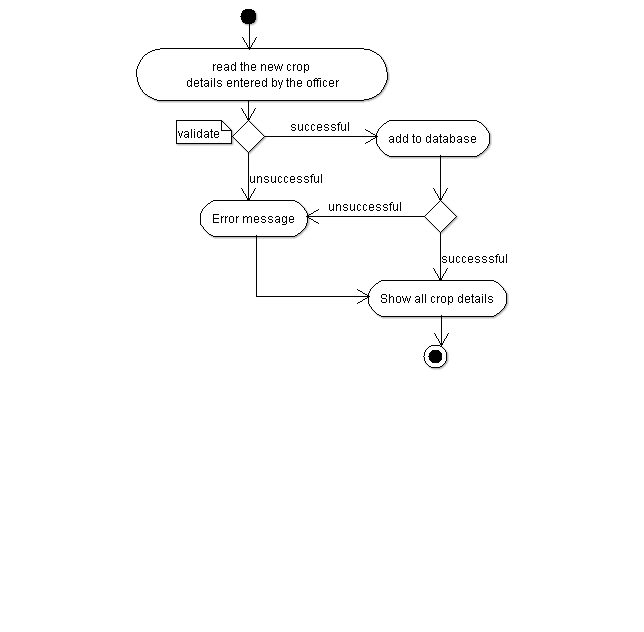 read the new crop
details entered by the officer
validate
successful
add to database
unsuccessful
Error message
unsuccessful
successsful
Show all crop details